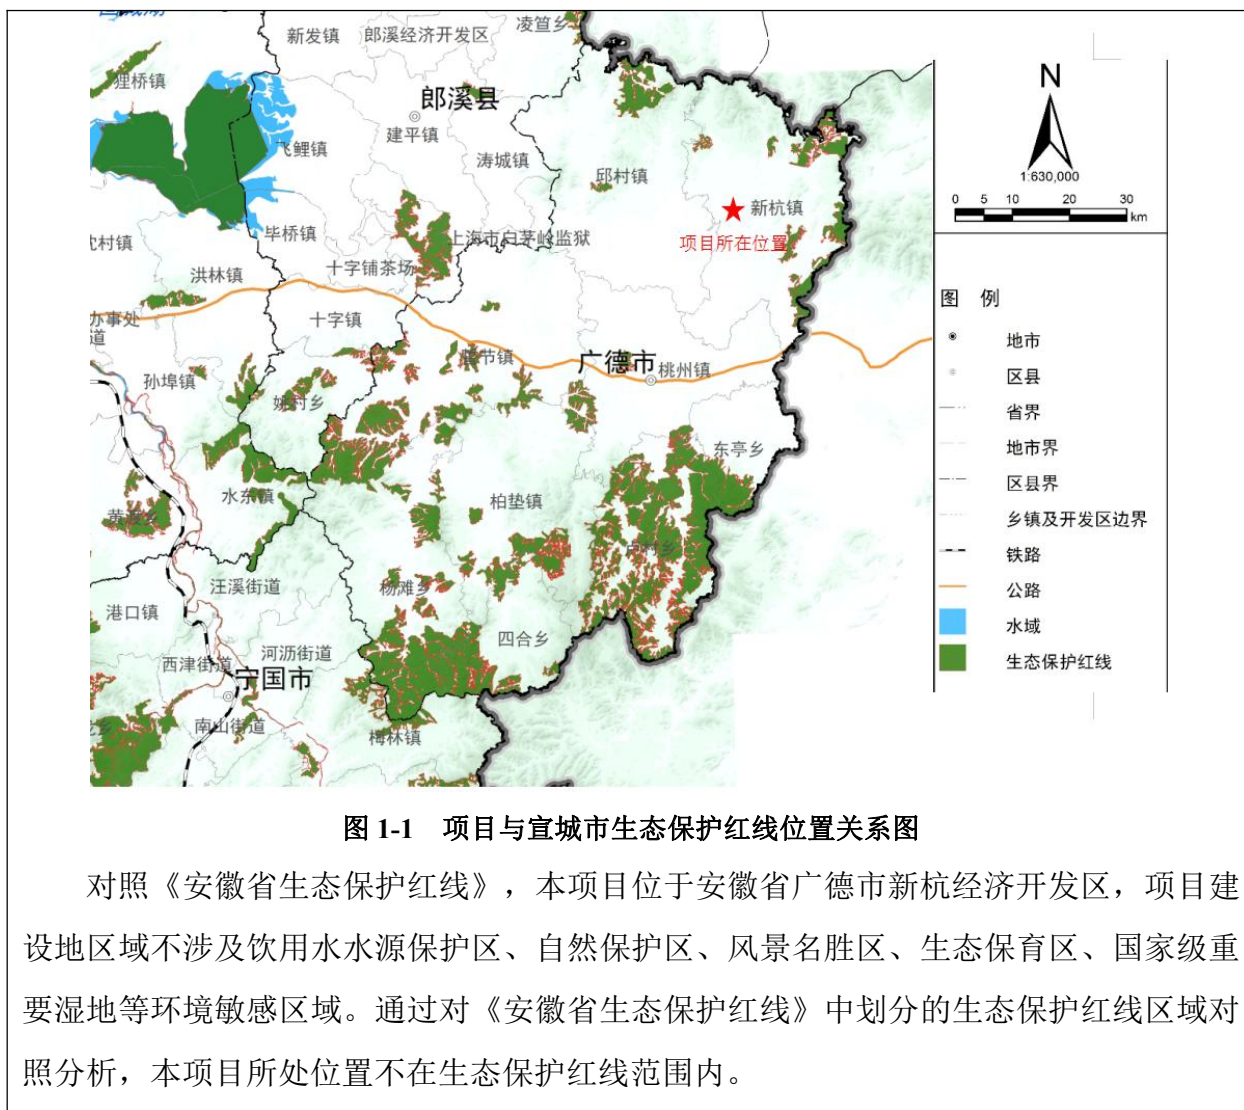 新发镇
郎溪经济开发区
凌笪乡
狸桥镇
郎溪县
建平镇
飞鲤镇
涛城镇
邱村镇
新杭镇
项目所在位置
毕桥镇
上海市白茅岭监狱
沈村镇
洪林镇
十字铺茶场
办事处
道
十字镇
孙埠镇
誓节镇
广德市
桃州镇
姚村乡
东亭乡
水东镇
柏垫镇
黄渡乡
卢村乡
汪溪街道
杨滩乡
港口镇
四合乡
西津街道
河沥街道
宁国市
南山街道
梅林镇
N
1:630,000
0 5 10 20 30
km
图 例
地市
区县
省界
地市界
区县界
乡镇及开发区边界
铁路
公路
水域
生态保护红线
图 1-1 项目与宣城市生态保护红线位置关系图
对照《安徽省生态保护红线》，本项目位于安徽省广德市新杭经济开发区，项目建
设地区域不涉及饮用水水源保护区、自然保护区、风景名胜区、生态保育区、国家级重
要湿地等环境敏感区域。通过对《安徽省生态保护红线》中划分的生态保护红线区域对
照分析，本项目所处位置不在生态保护红线范围内。